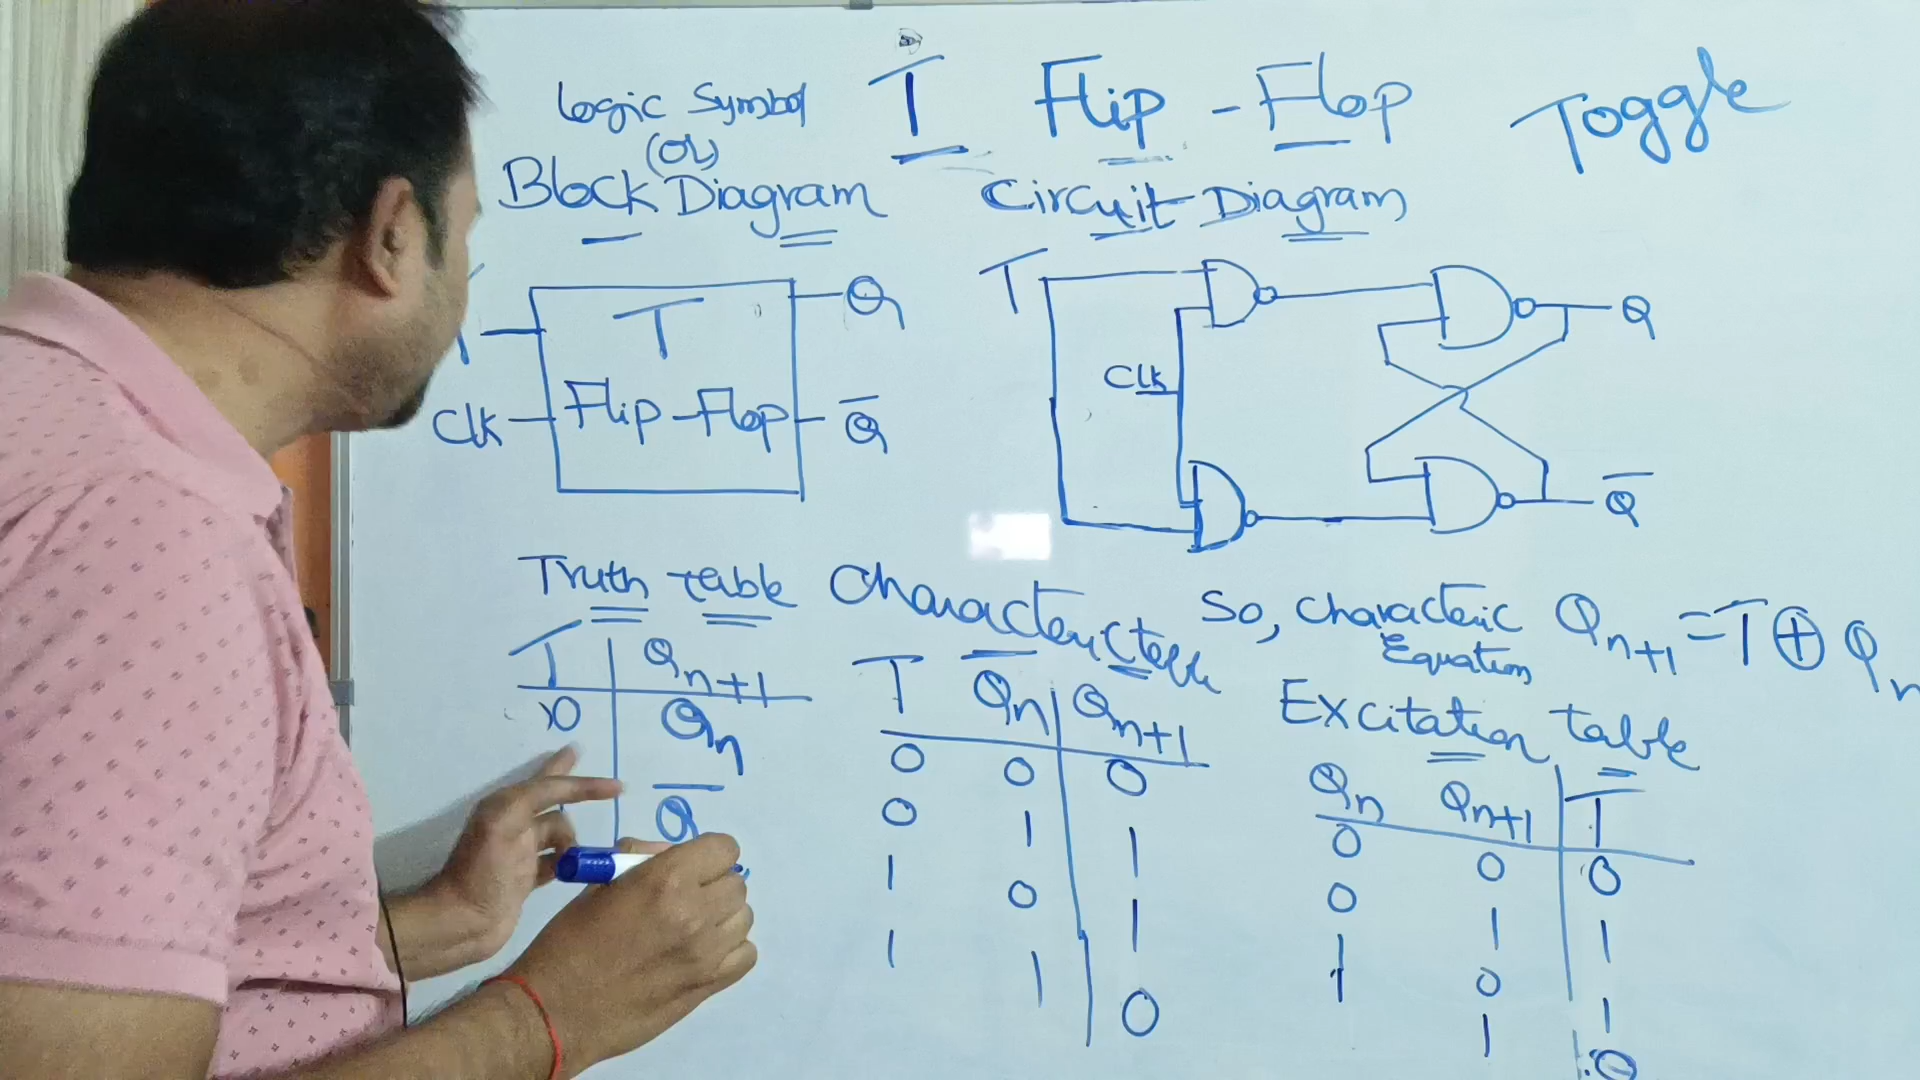 T Flip - Flop
Toggle
Logic Symbol
(or)
Block Diagram
T
Flip - Flop
Clk
Q
Q̅
Circuit Diagram
T
Clk
Q
Q̅
Truth table
T Qn+1
0 Qn
Q̅
Characteric
T Qn Qn+1
0 0 0
0 1 1
1 0 1
1 1 0
So, Characteric Equation Qn+1 = T ⊕ Qn
Excitation table
Qn Qn+1 T
0 0 0
0 1 1
1 0 1
1 1 0